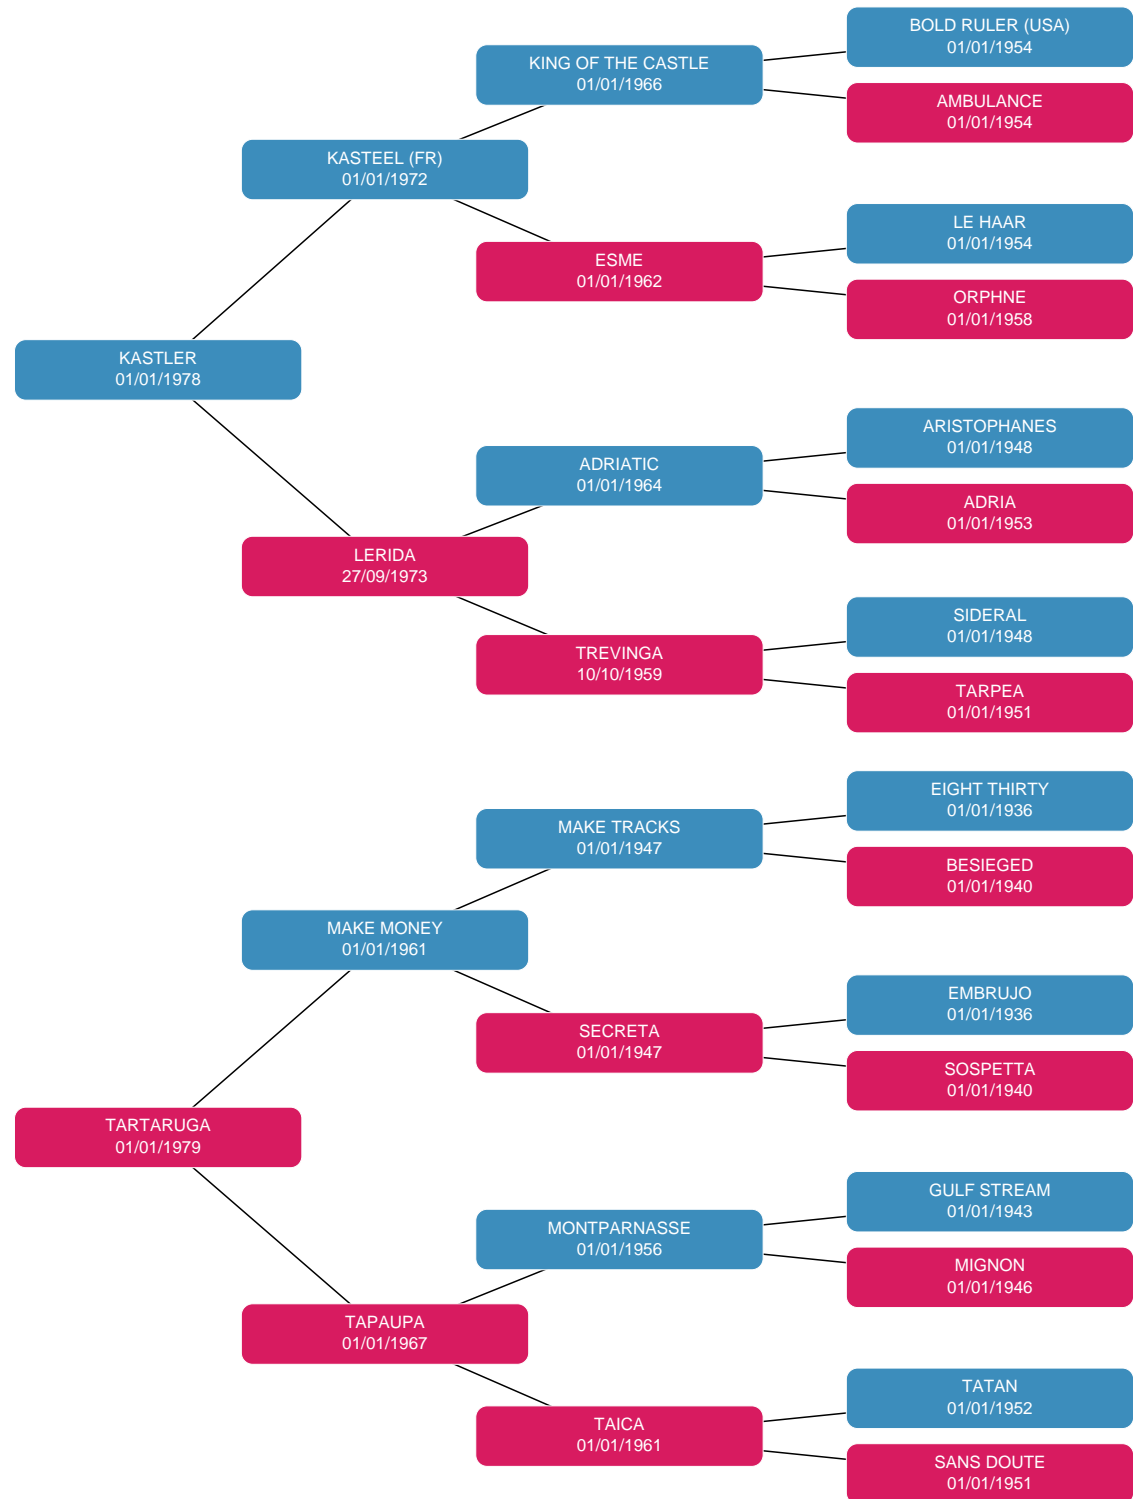 BOLD RULER (USA)
01/01/1954
KING OF THE CASTLE
01/01/1966
AMBULANCE
01/01/1954
KASTEEL (FR)
01/01/1972
LE HAAR
01/01/1954
ESME
01/01/1962
ORPHNE
01/01/1958
KASTLER
01/01/1978
ARISTOPHANES
01/01/1948
ADRIATIC
01/01/1964
ADRIA
01/01/1953
LERIDA
27/09/1973
SIDERAL
01/01/1948
TREVINGA
10/10/1959
TARPEA
01/01/1951
EIGHT THIRTY
01/01/1936
MAKE TRACKS
01/01/1947
BESIEGED
01/01/1940
MAKE MONEY
01/01/1961
EMBRUJO
01/01/1936
SECRETA
01/01/1947
SOSPETTA
01/01/1940
TARTARUGA
01/01/1979
GULF STREAM
01/01/1943
MONTPARNASSE
01/01/1956
MIGNON
01/01/1946
TAPAUPA
01/01/1967
TATAN
01/01/1952
TAICA
01/01/1961
SANS DOUTE
01/01/1951